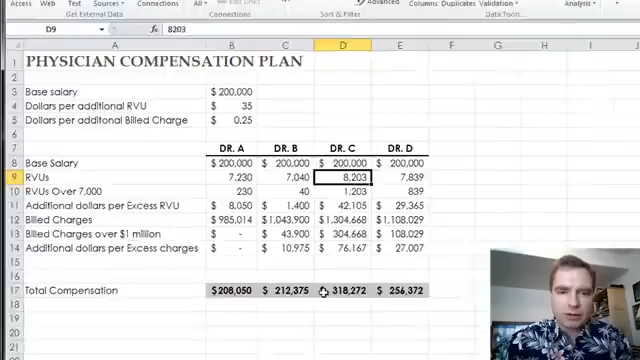 Web Sources Connections All Edit Links Advanced Columns Duplicates Validation Analysis
Get External Data Connections Sort & Filter Data Tools
D9 fx 8203
A B C D E F G H I
1 PHYSICIAN COMPENSATION PLAN
2
3 Base salary $ 200,000
4 Dollars per additional RVU $ 35
5 Dollars per additonal Billed Charge $ 0.25
6
7 DR. A DR. B DR. C DR. D
8 Base Salary $ 200,000 $ 200,000 $ 200,000 $ 200,000
9 RVUs 7,230 7,040 8,203 7,839
10 RVUs Over 7,000 230 40 1,203 839
11 Additional dollars per Excess RVU $ 8,050 $ 1,400 $ 42,105 $ 29,365
12 Billed Charges $ 985,014 $ 1,043,900 $ 1,304,668 $ 1,108,029
13 Billed Charges over $1 million $ - $ 43,900 $ 304,668 $ 108,029
14 Additional dollars per Excess charges $ - $ 10,975 $ 76,167 $ 27,007
15
16
17 Total Compensation $ 208,050 $ 212,375 $ 318,272 $ 256,372
18
19
20
21